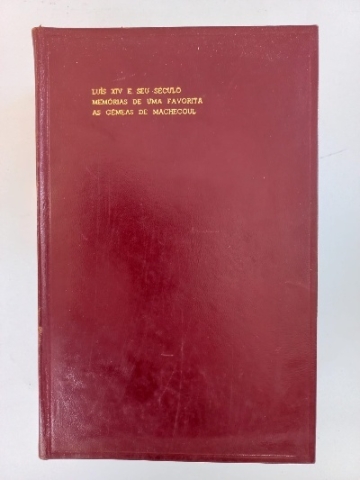 LUÍS XIV E SEU SÉCULO
MEMÓRIAS DE UMA FAVORITA
AS GÊMEAS DE MACHECOUL